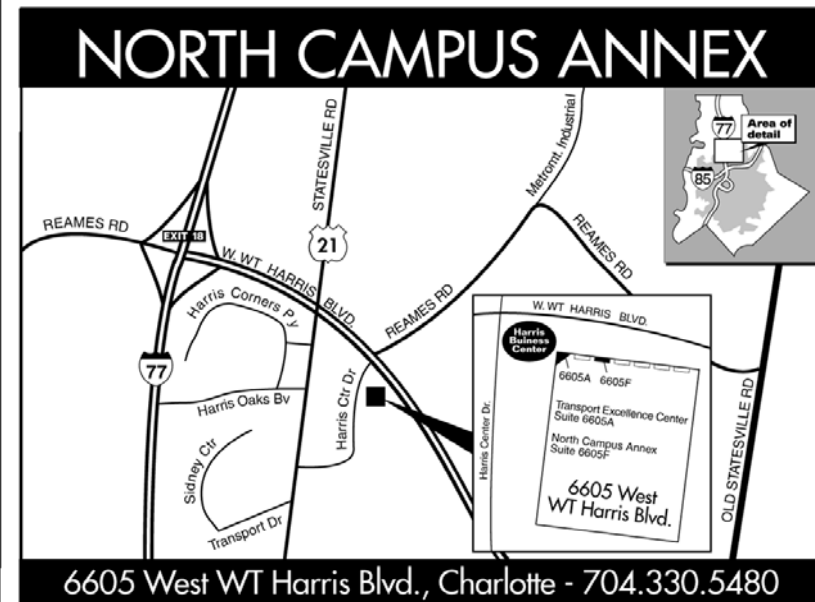 NORTH CAMPUS ANNEX
STATESVILLE RD
Metromt. Industrial
77
Area of
detail
85
REAMES RD
EXIT 18
21
REAMES RD
W. WT HARRIS BLVD.
Harris Corners Py
REAMES RD
77
Harris Oaks Bv
Harris Ctr Dr
Sidney Ctr
Transport Dr
W. WT HARRIS BLVD.
Harris
Buiness
Center
6605A 6605F
Transport Excellence Center
Suite 6605A
North Campus Annex
Suite 6605F
6605 West
WT Harris Blvd.
Harris Center Dr.
OLD STATESVILLE RD
6605 West WT Harris Blvd., Charlotte - 704.330.5480